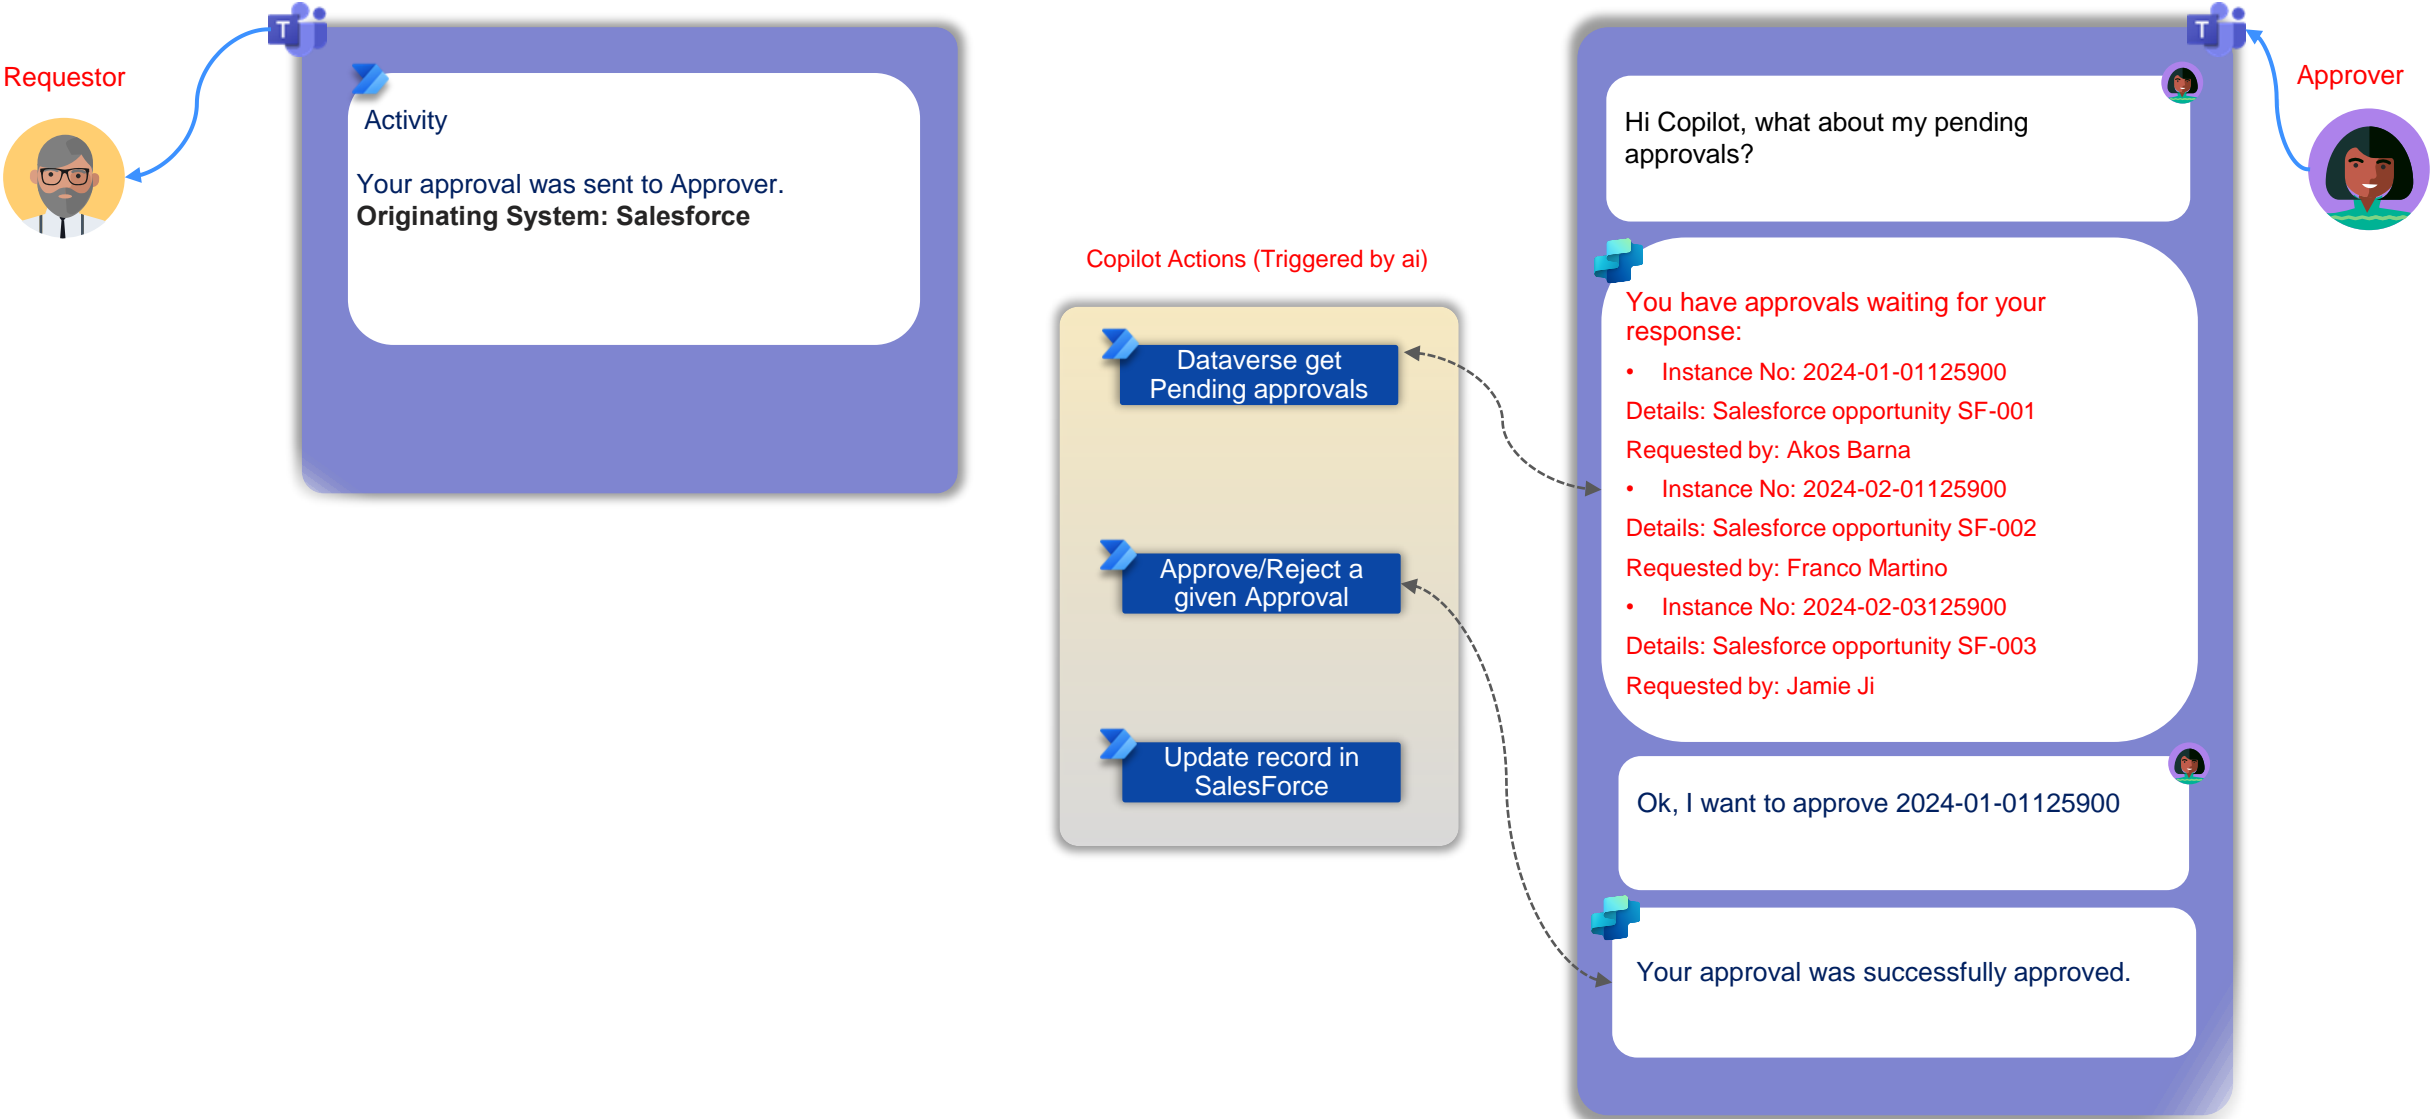 Requestor
T
Activity
Your approval was sent to Approver.
Originating System: Salesforce
Copilot Actions (Triggered by ai)
Dataverse get
Pending approvals
Approve/Reject a
given Approval
Update record in
SalesForce
T
Approver
Hi Copilot, what about my pending
approvals?
You have approvals waiting for your
response:
• Instance No: 2024-01-01125900
Details: Salesforce opportunity SF-001
Requested by: Akos Barna
• Instance No: 2024-02-01125900
Details: Salesforce opportunity SF-002
Requested by: Franco Martino
• Instance No: 2024-02-03125900
Details: Salesforce opportunity SF-003
Requested by: Jamie Ji
Ok, I want to approve 2024-01-01125900
Your approval was successfully approved.